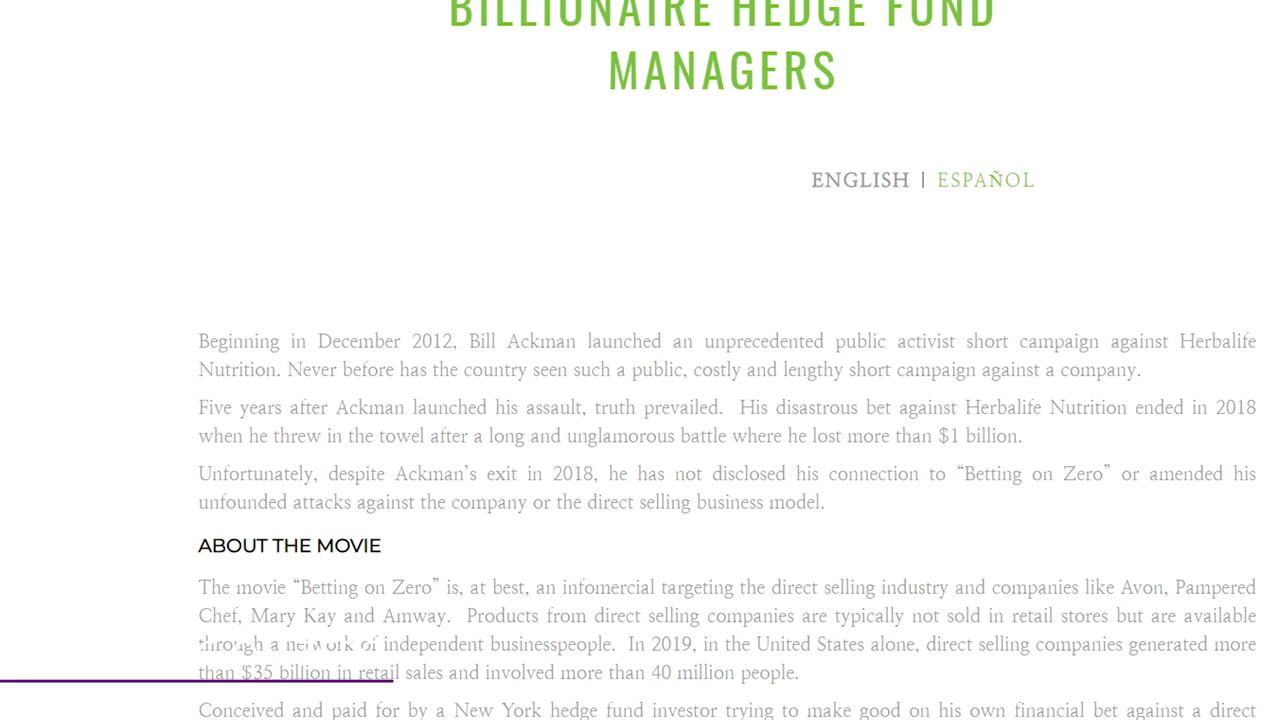 BILLIONAIRE HEDGE FUND
MANAGERS
ENGLISH | ESPAÑOL
Beginning in December 2012, Bill Ackman launched an unprecedented public activist short campaign against Herbalife
Nutrition. Never before has the country seen such a public, costly and lengthy short campaign against a company.
Five years after Ackman launched his assault, truth prevailed. His disastrous bet against Herbalife Nutrition ended in 2018
when he threw in the towel after a long and unglamorous battle where he lost more than $1 billion.
Unfortunately, despite Ackman's exit in 2018, he has not disclosed his connection to “Betting on Zero” or amended his
unfounded attacks against the company or the direct selling business model.
ABOUT THE MOVIE
The movie “Betting on Zero” is, at best, an infomercial targeting the direct selling industry and companies like Avon, Pampered
Chef, Mary Kay and Amway. Products from direct selling companies are typically not sold in retail stores but are available
through a network of independent businesspeople. In 2019, in the United States alone, direct selling companies generated more
than $35 billion in retail sales and involved more than 40 million people.
Conceived and paid for by a New York hedge fund investor trying to make good on his own financial bet against a direct